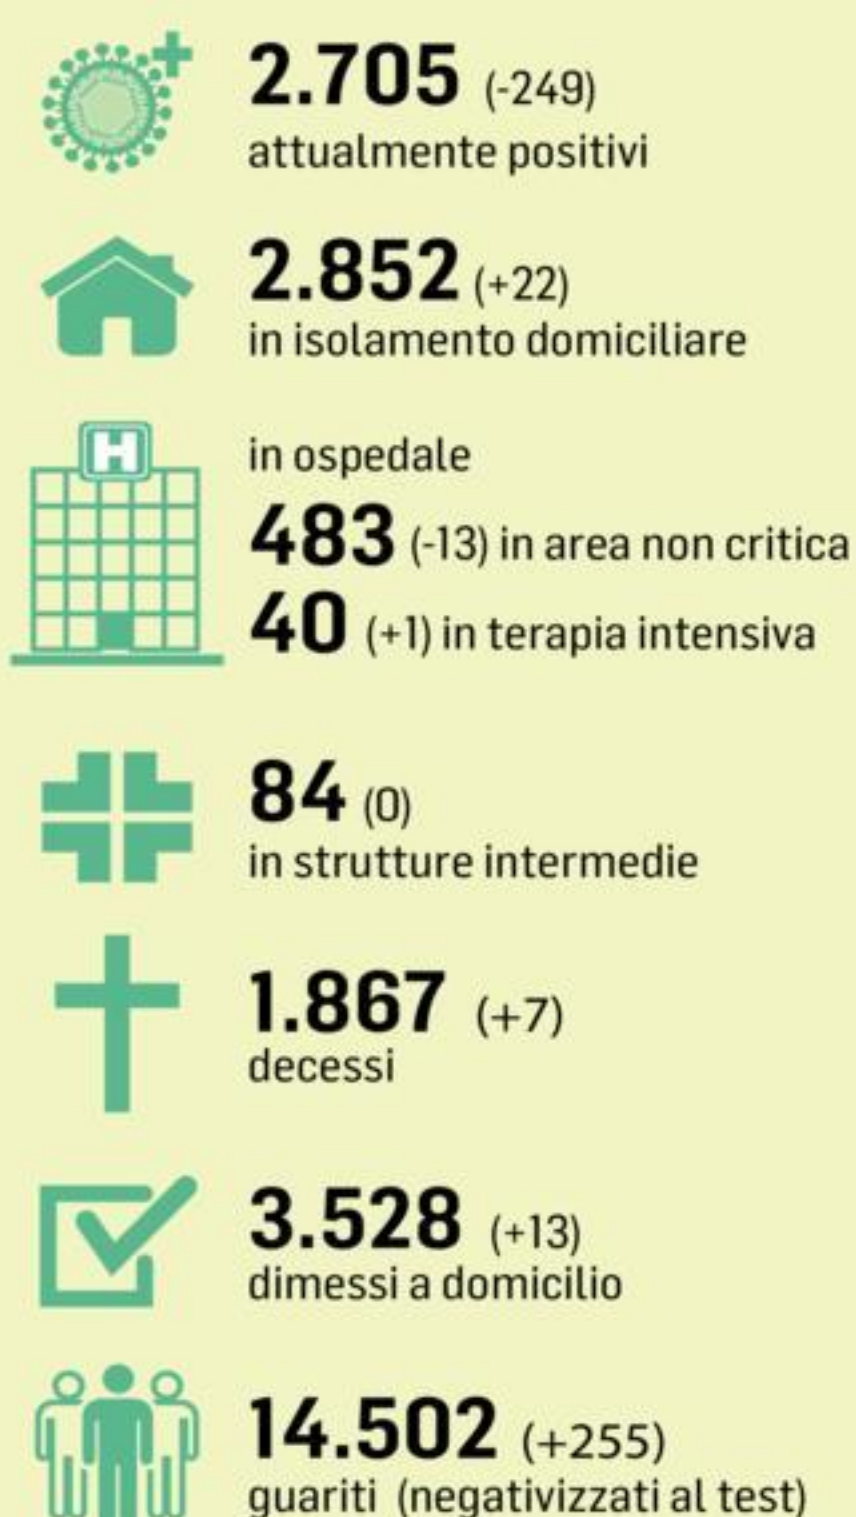 2.705 (-249)
attualmente positivi
2.852 (+22)
in isolamento domiciliare
H
in ospedale
483 (-13) in area non critica
40 (+1) in terapia intensiva
84 (0)
in strutture intermedie
1.867 (+7)
decessi
3.528 (+13)
dimessi a domicilio
14.502 (+255)
guariti (negativizzati al test)